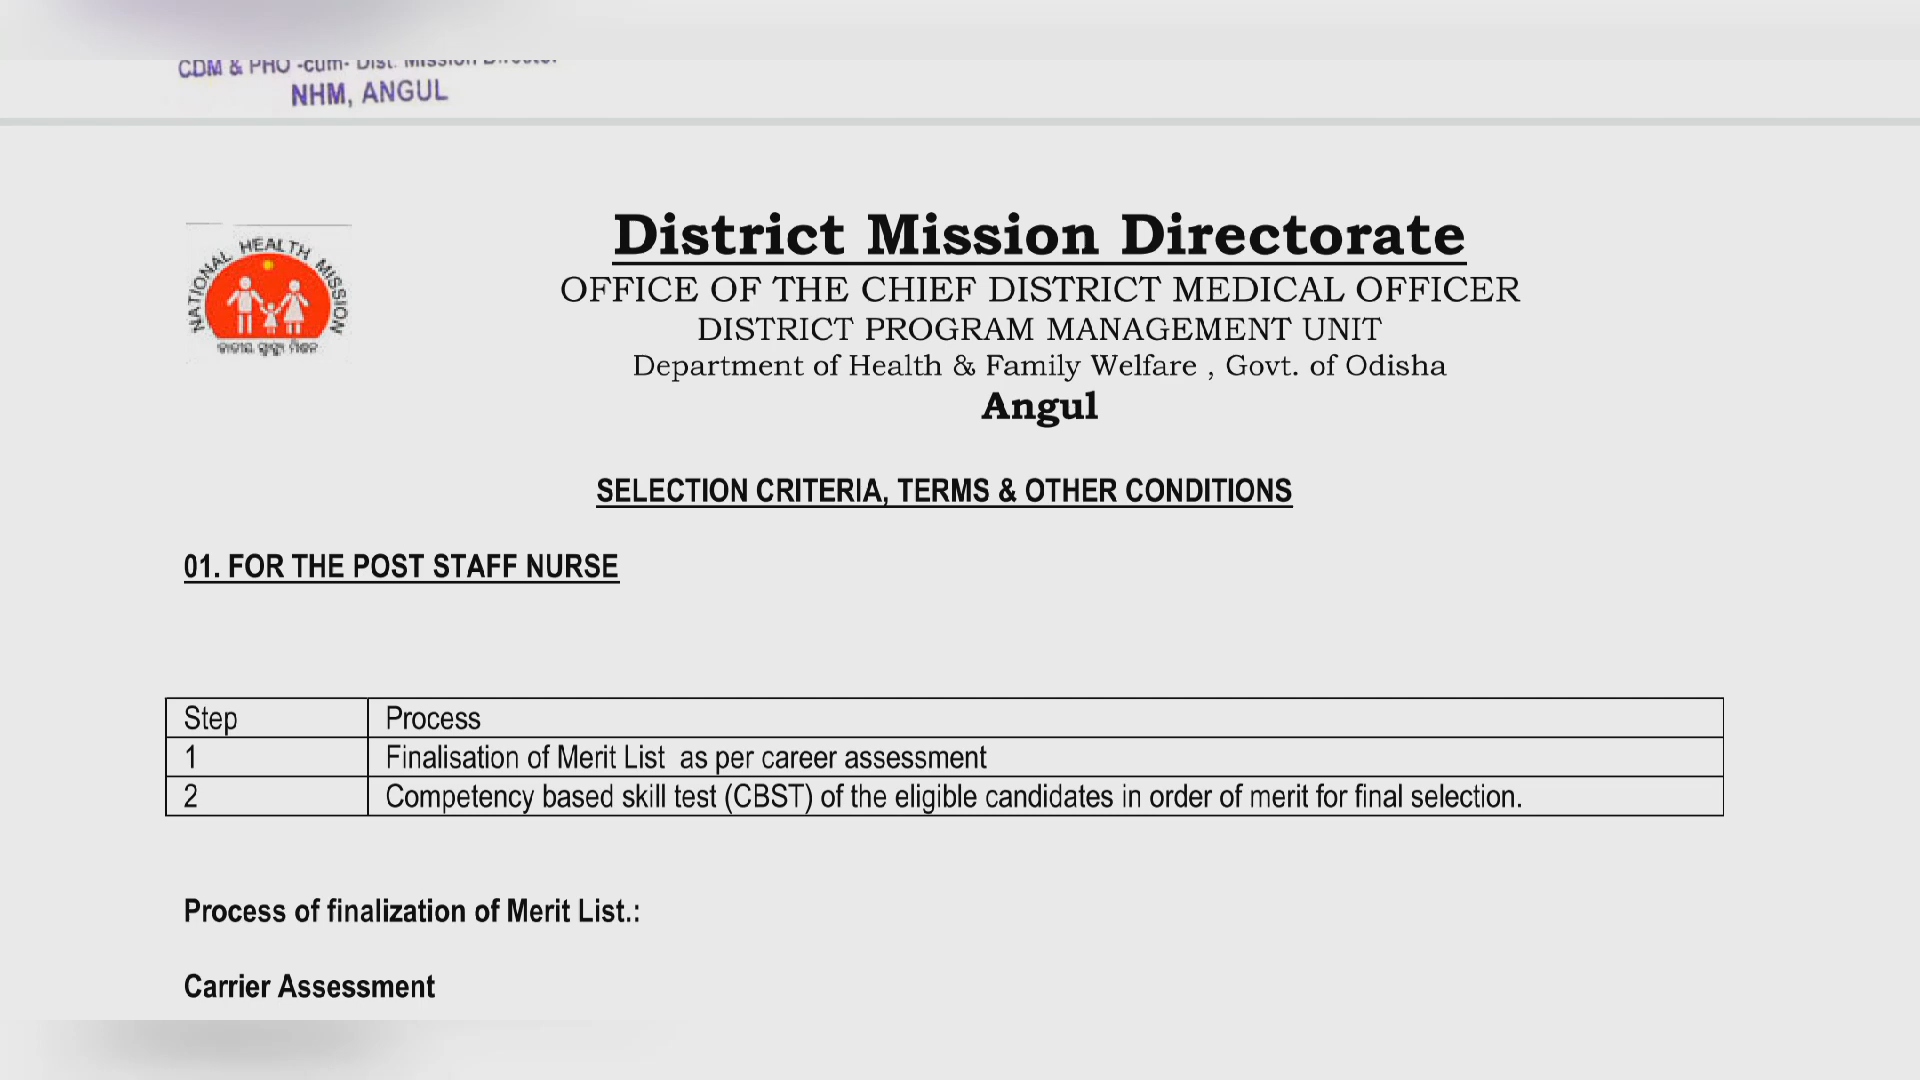 CDM & PHO -cum- Dist. Mission Director
NHM, ANGUL
NATIONAL HEALTH MISSION
District Mission Directorate
OFFICE OF THE CHIEF DISTRICT MEDICAL OFFICER
DISTRICT PROGRAM MANAGEMENT UNIT
Department of Health & Family Welfare , Govt. of Odisha
Angul
SELECTION CRITERIA, TERMS & OTHER CONDITIONS
01. FOR THE POST STAFF NURSE
Step Process
1 Finalisation of Merit List as per career assessment
2 Competency based skill test (CBST) of the eligible candidates in order of merit for final selection.
Process of finalization of Merit List.:
Carrier Assessment